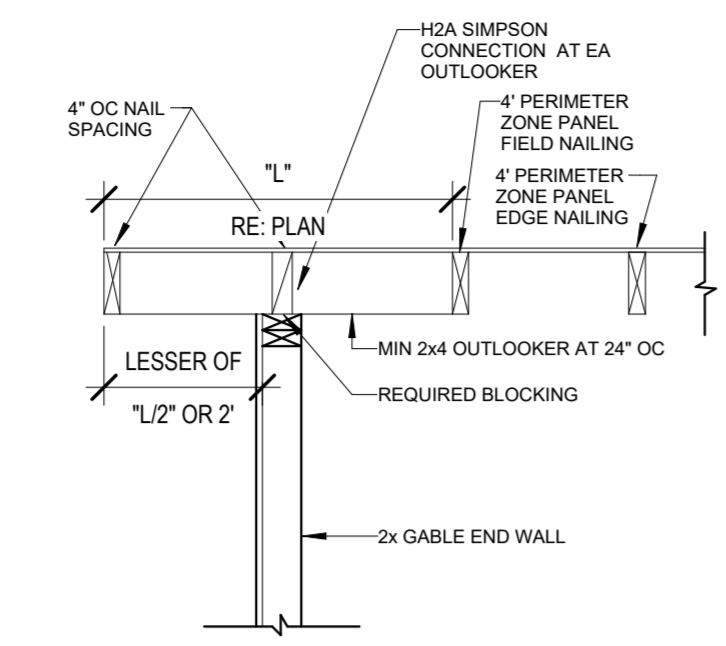 H2A SIMPSON
CONNECTION AT EA
OUTLOOKER
4" OC NAIL
SPACING
4' PERIMETER
ZONE PANEL
FIELD NAILING
"L"
4' PERIMETER
ZONE PANEL
EDGE NAILING
RE: PLAN
MIN 2x4 OUTLOOKER AT 24" OC
LESSER OF
REQUIRED BLOCKING
"L/2" OR 2'
2x GABLE END WALL